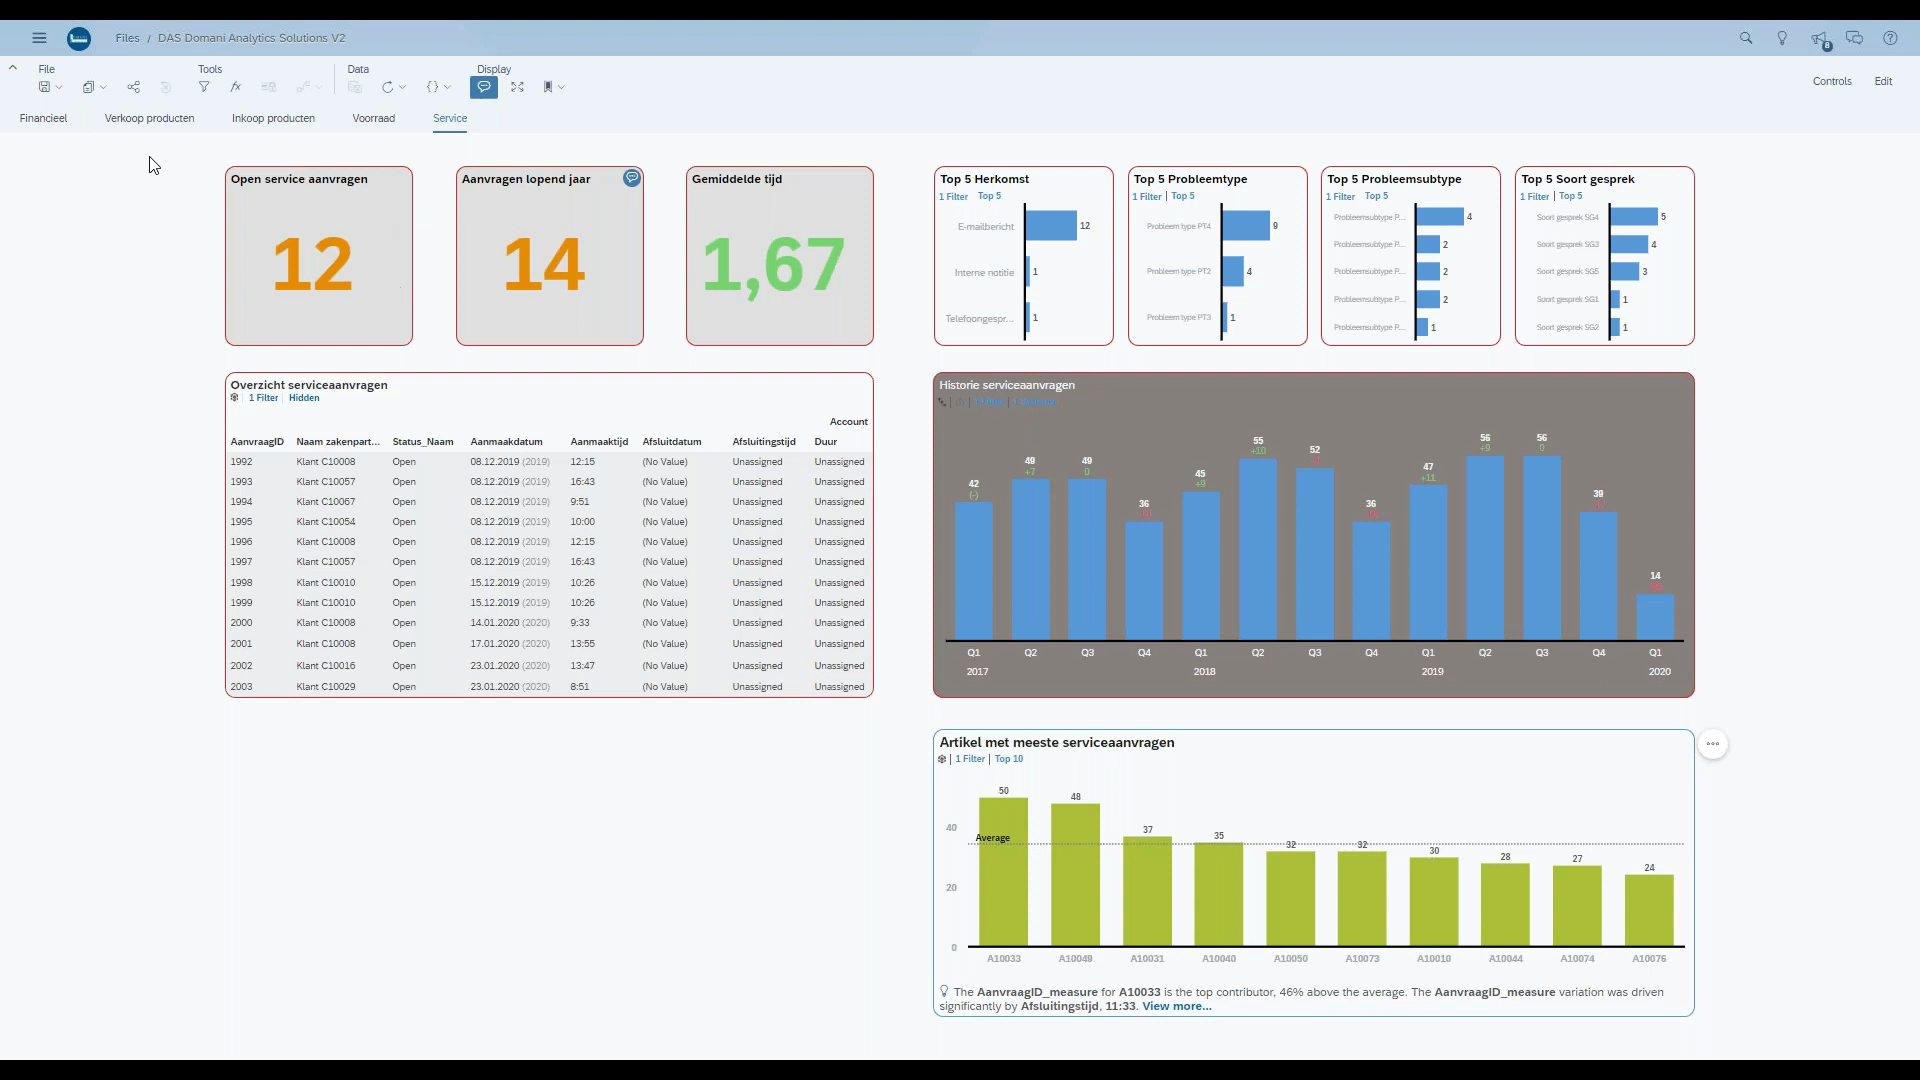 Files / DAS Domani Analytics Solutions V2
8
File Tools Data Display
Controls Edit
Financieel Verkoop producten Inkoop producten Voorraad Service
Open service aanvragen
12
Aanvragen lopend jaar
14
Gemiddelde tijd
1,67
Top 5 Herkomst
1 Filter Top 5
E-mailbericht 12
Interne notitie 1
Telefoongespr... 1
Top 5 Probleemtype
1 Filter | Top 5
Probleem type PT4 9
Probleem type PT2 4
Probleem type PT3 1
Top 5 Probleemsubtype
1 Filter Top 5
Probleemsubtype P... 4
Probleemsubtype P... 2
Probleemsubtype P... 2
Probleemsubtype P... 2
Probleemsubtype P... 1
Top 5 Soort gesprek
1 Filter | Top 5
Soort gesprek SG4 5
Soort gesprek SG3 4
Soort gesprek SG5 3
Soort gesprek SG1 1
Soort gesprek SG2 1
Overzicht serviceaanvragen
1 Filter Hidden
Account
AanvraagID Naam zakenpart... Status_Naam Aanmaakdatum Aanmaaktijd Afsluitdatum Afsluitingstijd Duur
1992 Klant C10008 Open 08.12.2019 (2019) 12:15 (No Value) Unassigned Unassigned
1993 Klant C10057 Open 08.12.2019 (2019) 16:43 (No Value) Unassigned Unassigned
1994 Klant C10067 Open 08.12.2019 (2019) 9:51 (No Value) Unassigned Unassigned
1995 Klant C10054 Open 08.12.2019 (2019) 10:00 (No Value) Unassigned Unassigned
1996 Klant C10008 Open 08.12.2019 (2019) 12:15 (No Value) Unassigned Unassigned
1997 Klant C10057 Open 08.12.2019 (2019) 16:43 (No Value) Unassigned Unassigned
1998 Klant C10010 Open 15.12.2019 (2019) 10:26 (No Value) Unassigned Unassigned
1999 Klant C10010 Open 15.12.2019 (2019) 10:26 (No Value) Unassigned Unassigned
2000 Klant C10008 Open 14.01.2020 (2020) 9:33 (No Value) Unassigned Unassigned
2001 Klant C10008 Open 17.01.2020 (2020) 13:55 (No Value) Unassigned Unassigned
2002 Klant C10016 Open 23.01.2020 (2020) 13:47 (No Value) Unassigned Unassigned
2003 Klant C10029 Open 23.01.2020 (2020) 8:51 (No Value) Unassigned Unassigned
Historie serviceaanvragen
42 49 49 36 45 55 52 36 47 56 56 39 14
(-) +7 0 +9 +10 +11 +9 0
Q1 Q2 Q3 Q4 Q1 Q2 Q3 Q4 Q1 Q2 Q3 Q4 Q1
2017 2018 2019 2020
Artikel met meeste serviceaanvragen
1 Filter | Top 10
50 48 37 35 32 32 30 28 27 24
40
Average
20
0
A10033 A10049 A10031 A10040 A10050 A10073 A10010 A10044 A10074 A10076
The AanvraagID_measure for A10033 is the top contributor, 46% above the average. The AanvraagID_measure variation was driven
significantly by Afsluitingstijd, 11:33. View more...